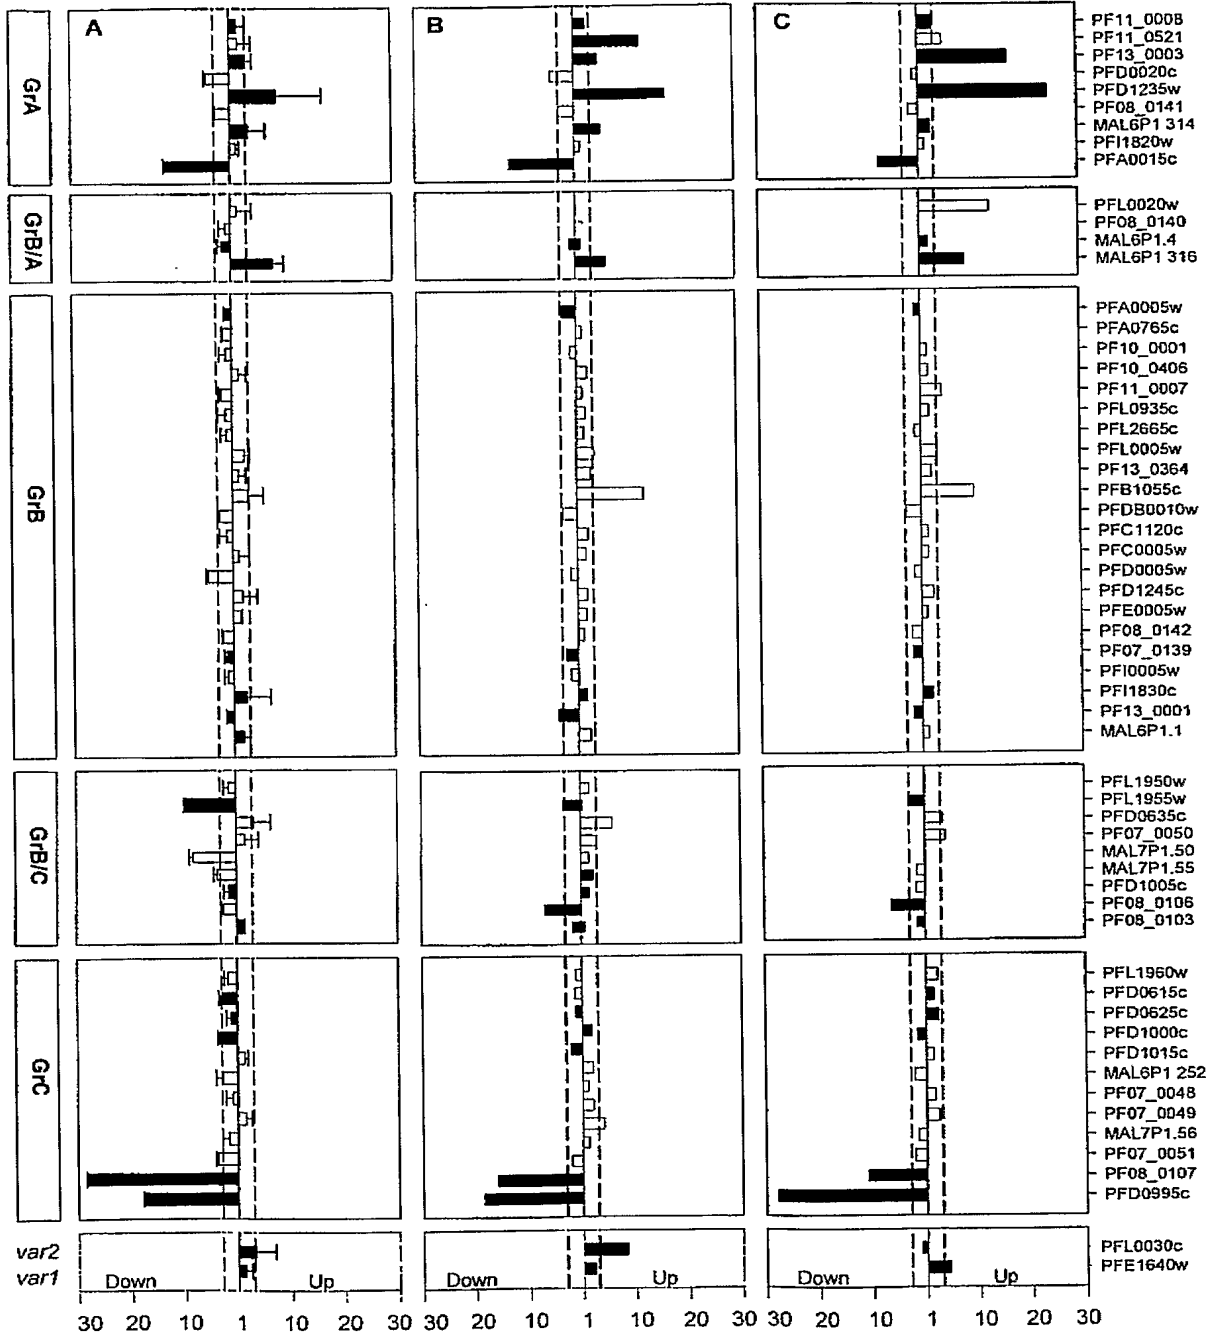 A
B
C
GrA
PF11_0008
PF11_0521
PF13_0003
PFD0020c
PFD1235w
PF08_0141
MAL6P1 314
PFI1820w
PFA0015c
GrB/A
PFL0020w
PF08_0140
MAL6P1.4
MAL6P1 316
GrB
PFA0005w
PFA0765c
PF10_0001
PF10_0406
PF11_0007
PFL0935c
PFL2665c
PFL0005w
PF13_0364
PFB1055c
PFDB0010w
PFC1120c
PFC0005w
PFD0005w
PFD1245c
PFE0005w
PF08_0142
PF07_0139
PFI0005w
PFI1830c
PF13_0001
MAL6P1.1
GrB/C
PFL1950w
PFL1955w
PFD0635c
PF07_0050
MAL7P1.50
MAL7P1.55
PFD1005c
PF08_0106
PF08_0103
GrC
PFL1960w
PFD0615c
PFD0625c
PFD1000c
PFD1015c
MAL6P1 252
PF07_0048
PF07_0049
MAL7P1.56
PF07_0051
PF08_0107
PFD0995c
var2
PFL0030c
var1
PFE1640w
Down Up Down Up Down Up
30 20 10 1 10 20 30 20 10 1 10 20 30 20 10 1 10 20 30